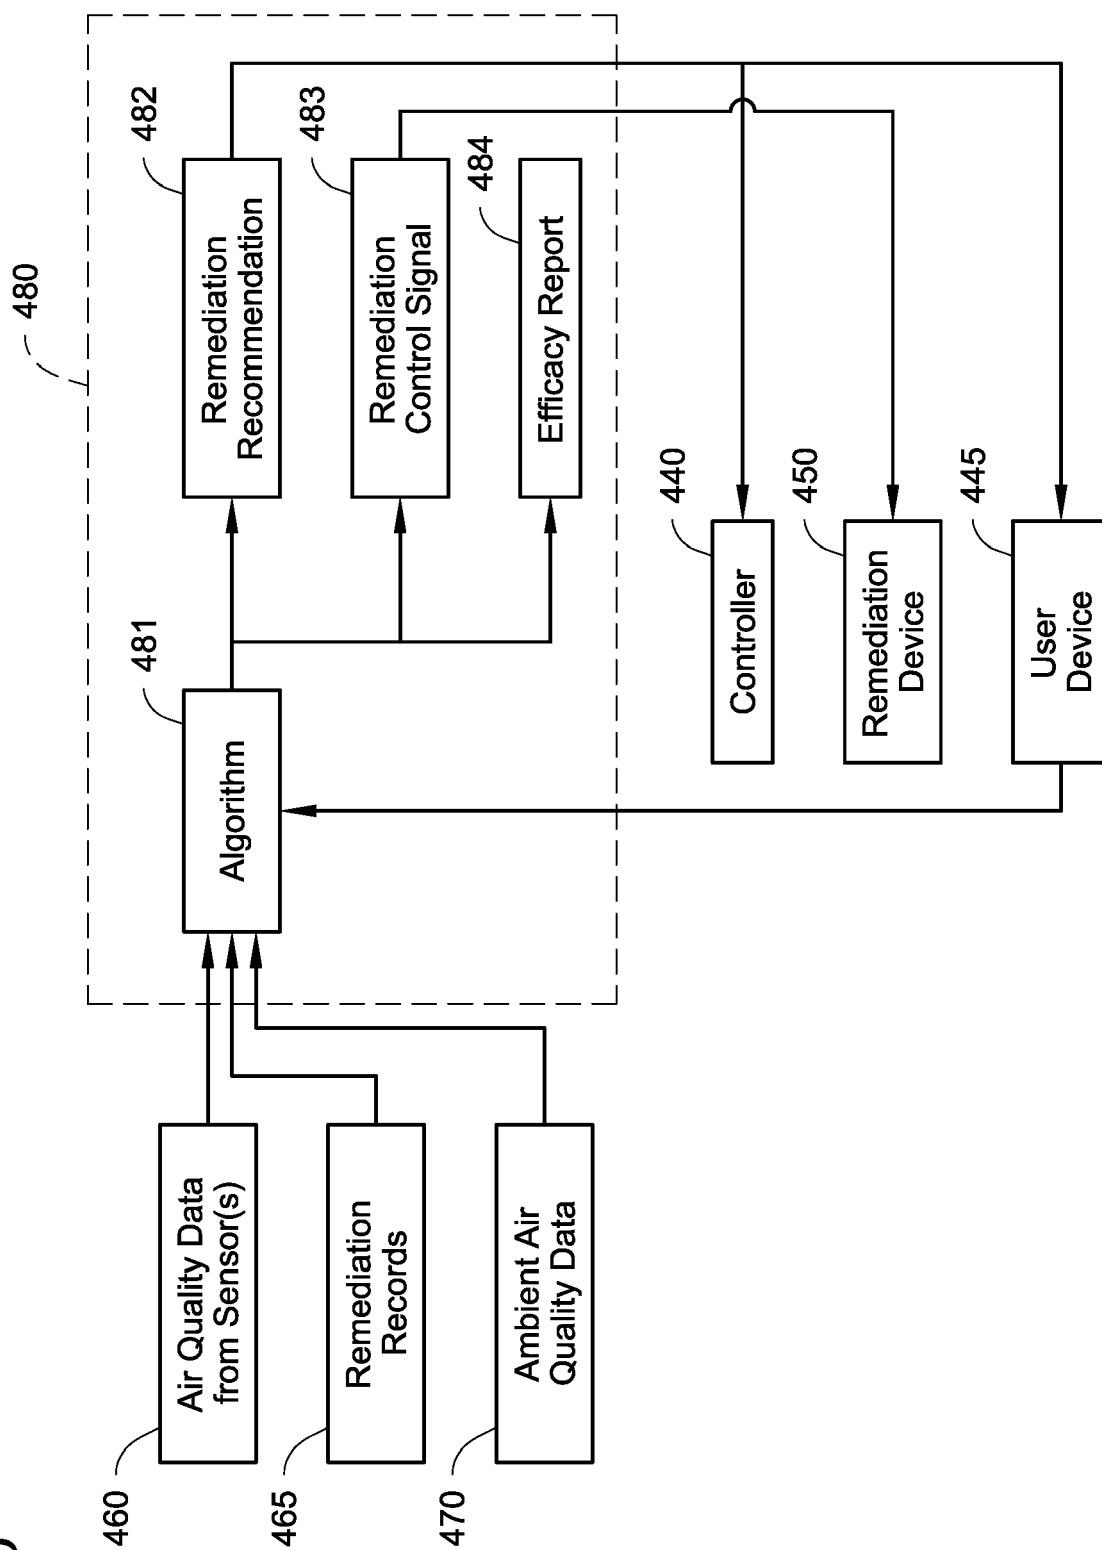 480
460
Air Quality Data
from Sensor(s)
465
Remediation
Records
470
Ambient Air
Quality Data
481
Algorithm
482
Remediation
Recommendation
483
Remediation
Control Signal
484
Efficacy Report
440
Controller
450
Remediation
Device
445
User
Device